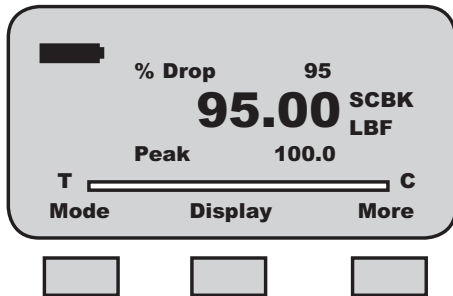 % Drop 95
95.00 SCBK
LBF
Peak 100.0
T C
Mode Display More